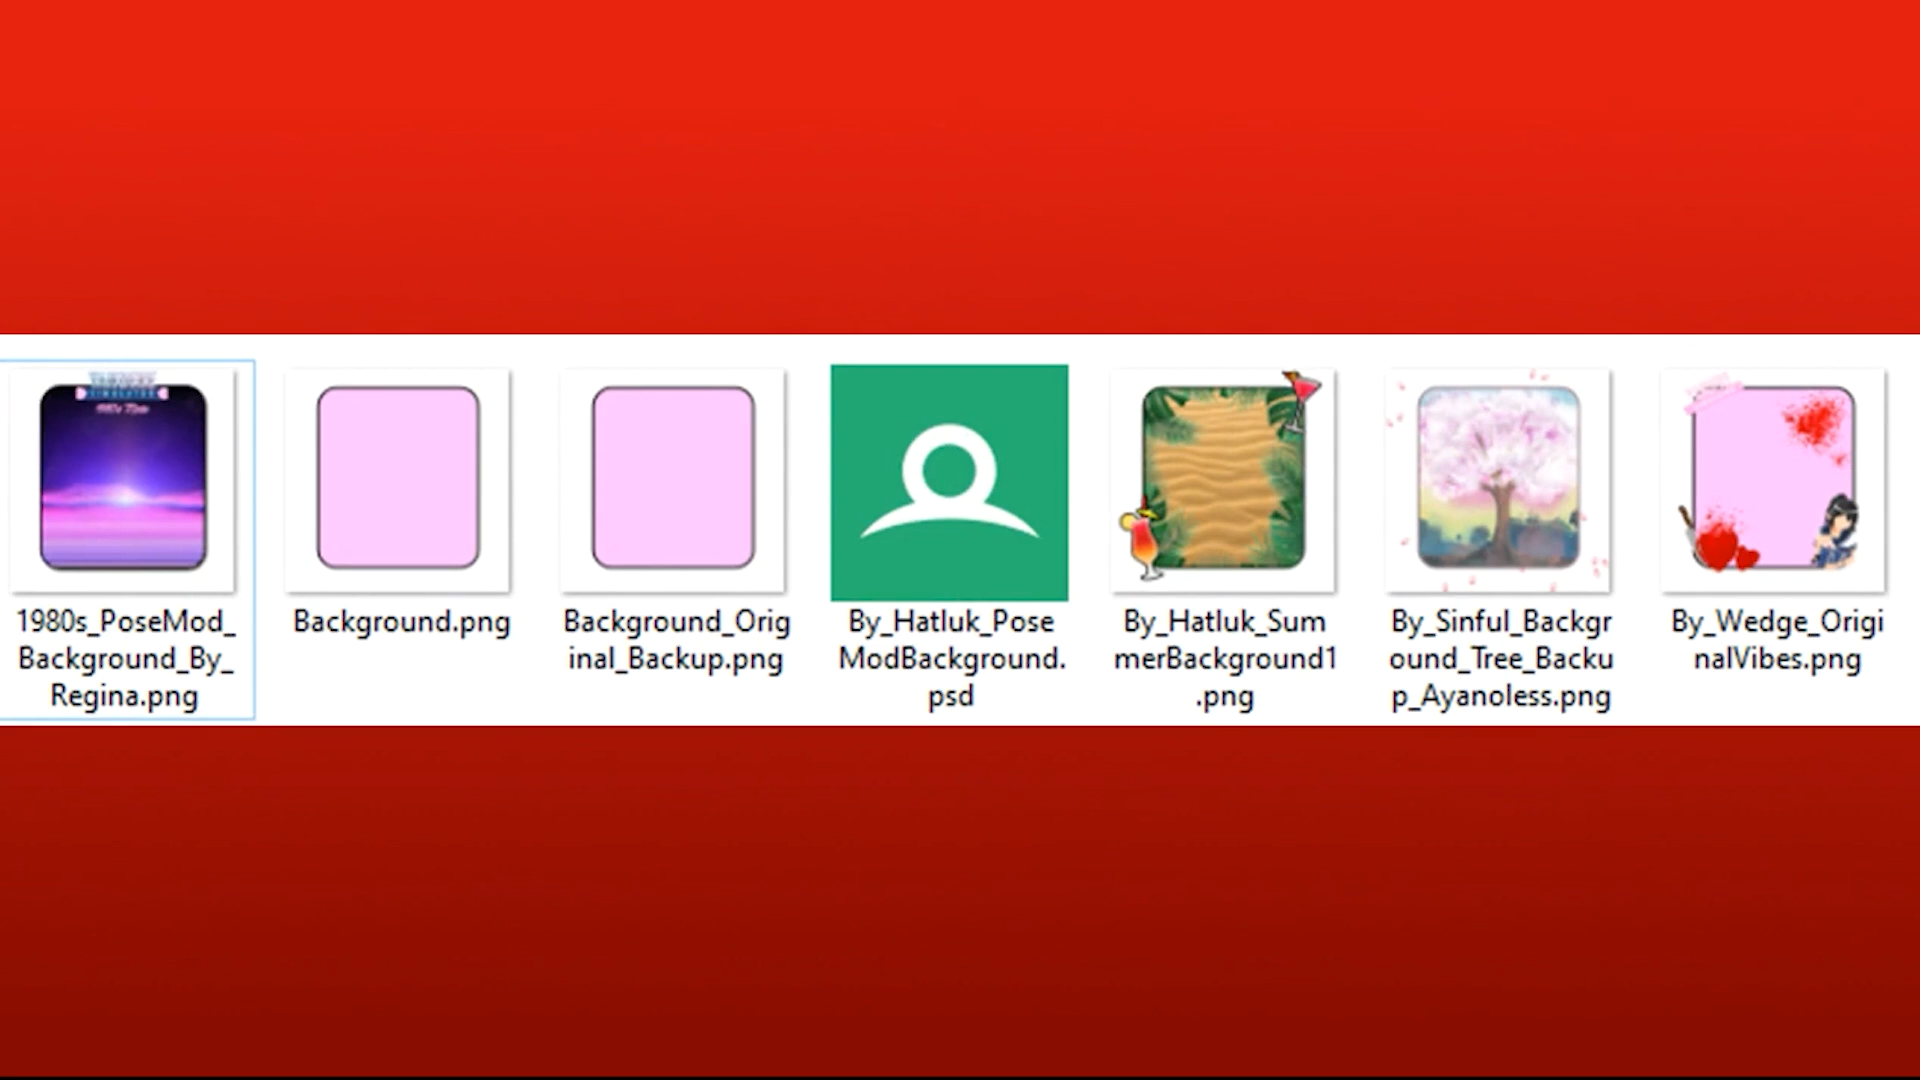 1980s_PoseMod_
Background_By_
Regina.png
Background.png
Background_Orig
inal_Backup.png
By_Hatluk_Pose
ModBackground.
psd
By_Hatluk_Sum
merBackground1
.png
By_Sinful_Backgr
ound_Tree_Backu
p_Ayanoless.png
By_Wedge_Origi
nalVibes.png